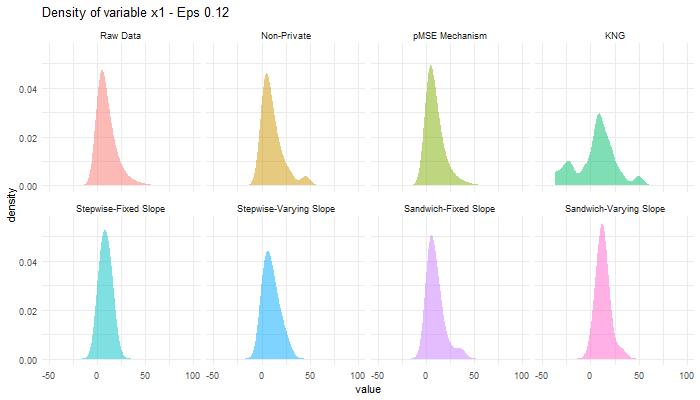 Density of variable x1 - Eps 0.12
Raw Data Non-Private pMSE Mechanism KNG
0.04
0.02
0.00
density
Stepwise-Fixed Slope Stepwise-Varying Slope Sandwich-Fixed Slope Sandwich-Varying Slope
0.04
0.02
0.00
-50 0 50 100 -50 0 50 100 -50 0 50 100 -50 0 50 100
value